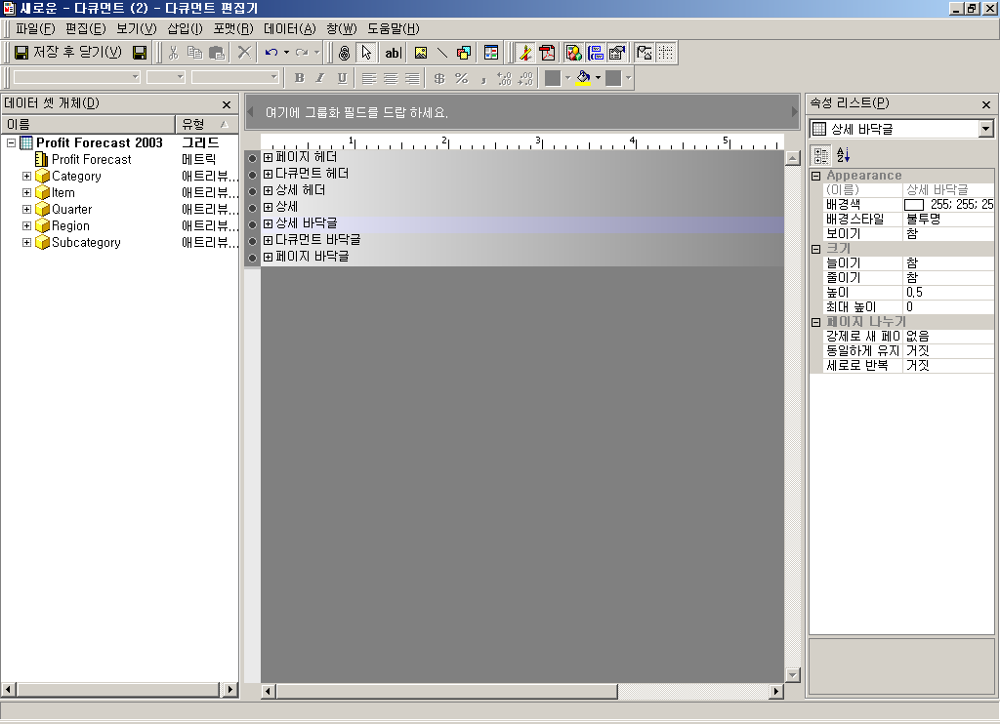 새로운 - 다큐먼트 (2) - 다큐먼트 편집기
파일(F) 편집(E) 보기(V) 삽입(I) 포맷(R) 데이터(A) 창(W) 도움말(H)
저장 후 닫기(V)
abl
B I U $ % ,
데이터 셋 개체(D)
이름 유형
Profit Forecast 2003 그리드
Profit Forecast 메트릭
Category 애트리뷰...
Item 애트리뷰...
Quarter 애트리뷰...
Region 애트리뷰...
Subcategory 애트리뷰...
여기에 그룹화 필드를 드랍 하세요.
1 2 3 4 5
페이지 헤더
다큐먼트 헤더
상세 헤더
상세
상세 바닥글
다큐먼트 바닥글
페이지 바닥글
속성 리스트(P)
상세 바닥글
Appearance
(이름) 상세 바닥글
배경색 255; 255; 25
배경스타일 불투명
보이기 참
크기
늘이기 참
줄이기 참
높이 0.5
최대 높이 0
페이지 나누기
강제로 새 페이 없음
동일하게 유지 거짓
세로로 반복 거짓